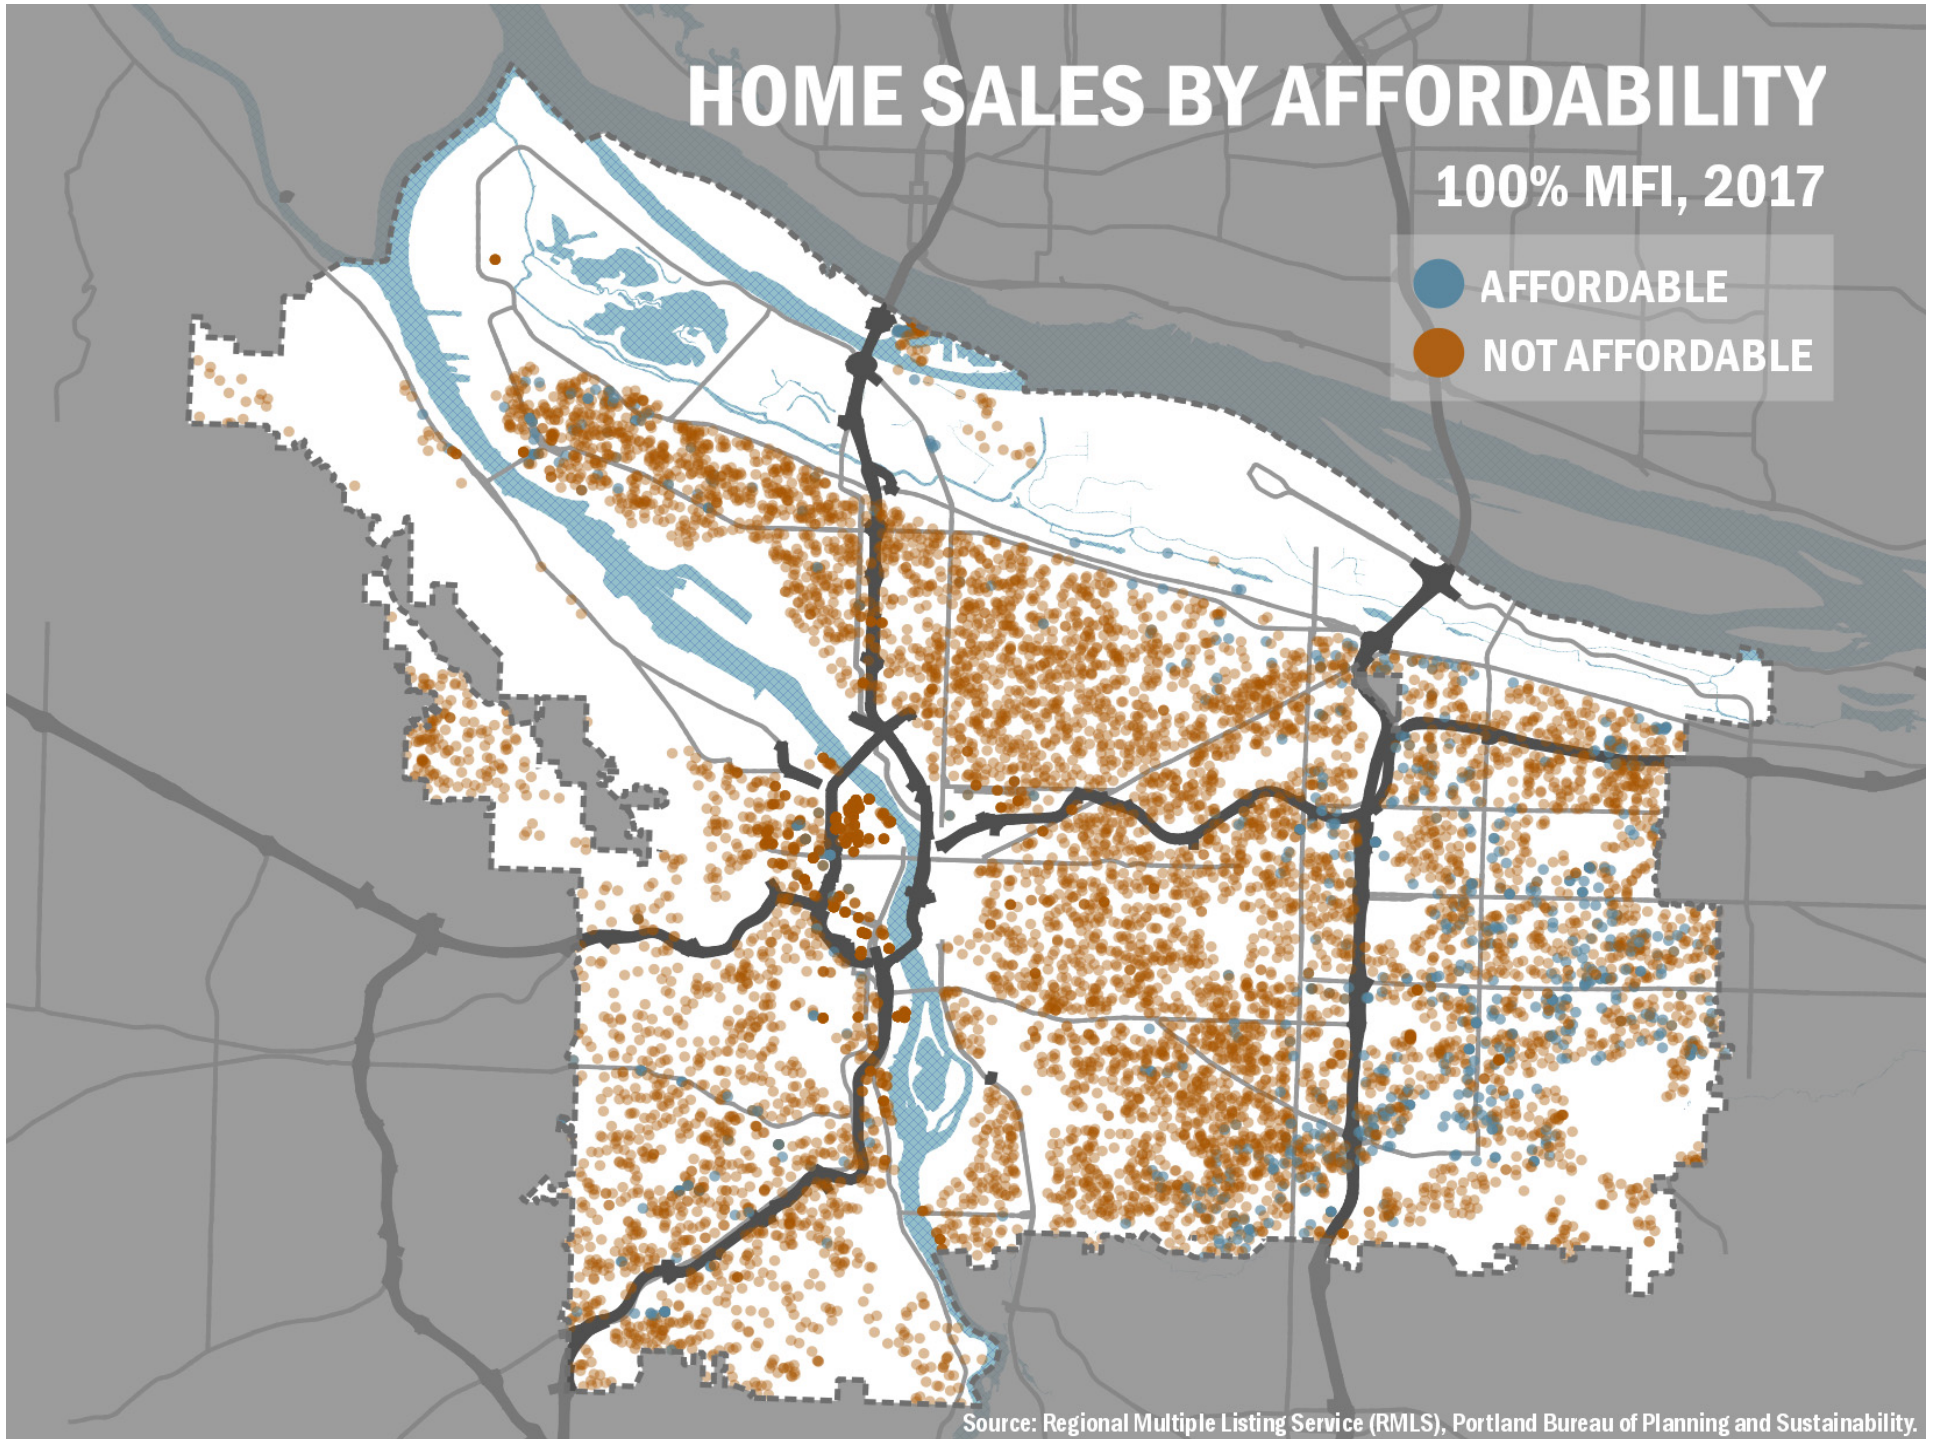 HOME SALES BY AFFORDABILITY
100% MFI, 2017
AFFORDABLE
NOT AFFORDABLE
Source: Regional Multiple Listing Service (RMLS), Portland Bureau of Planning and Sustainability.